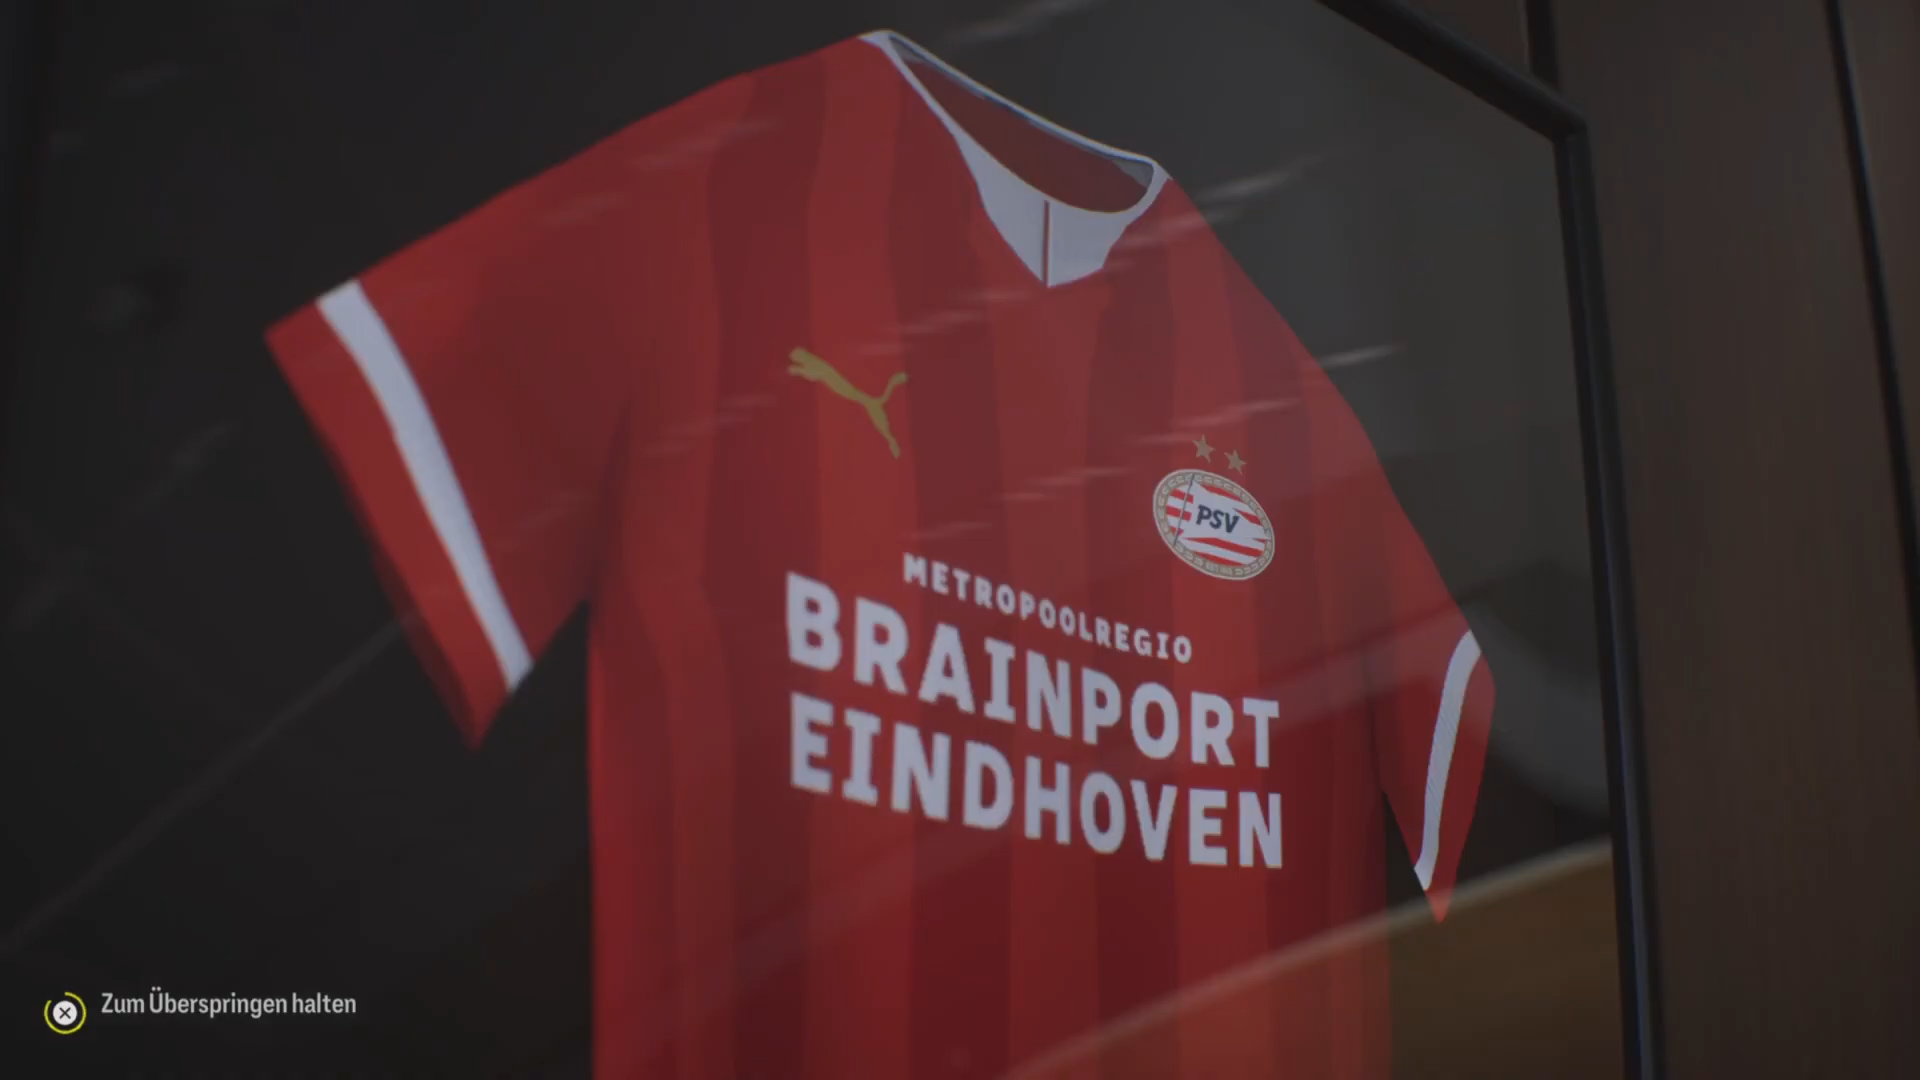 PSV
METROPOOLREGIO
BRAINPORT
EINDHOVEN
Zum Überspringen halten